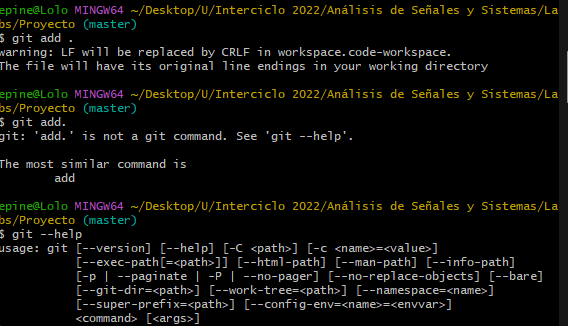 epine@Lolo MINGW64 ~/Desktop/U/Interciclo 2022/Análisis de Señales y Sistemas/La
bs/Proyecto (master)
$ git add .
warning: LF will be replaced by CRLF in workspace.code-workspace.
The file will have its original line endings in your working directory
epine@Lolo MINGW64 ~/Desktop/U/Interciclo 2022/Análisis de Señales y Sistemas/La
bs/Proyecto (master)
$ git add.
git: 'add.' is not a git command. See 'git --help'.
The most similar command is
add
epine@Lolo MINGW64 ~/Desktop/U/Interciclo 2022/Análisis de Señales y Sistemas/La
bs/Proyecto (master)
$ git --help
usage: git [--version] [--help] [-C <path>] [-c <name>=<value>]
[--exec-path[=<path>]] [--html-path] [--man-path] [--info-path]
[-p | --paginate | -P | --no-pager] [--no-replace-objects] [--bare]
[--git-dir=<path>] [--work-tree=<path>] [--namespace=<name>]
[--super-prefix=<path>] [--config-env=<name>=<envvar>]
<command> [<args>]